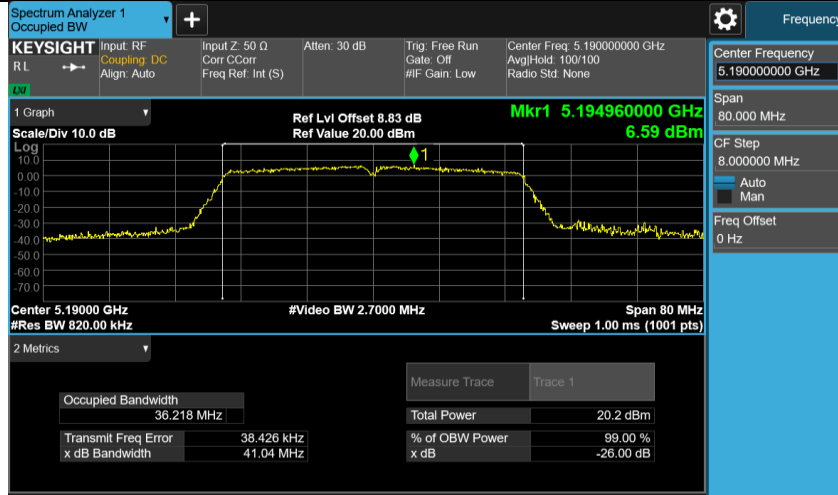 Spectrum Analyzer 1
Occupied BW
+
Frequency
KEYSIGHT
RL
LXI
Input: RF
Coupling: DC
Align: Auto
Input Z: 50 Ω
Corr CCorr
Freq Ref: Int (S)
Atten: 30 dB
Trig: Free Run
Gate: Off
#IF Gain: Low
Center Freq: 5.190000000 GHz
Avg|Hold: 100/100
Radio Std: None
Center Frequency
5.190000000 GHz
Span
80.000 MHz
CF Step
8.000000 MHz
Auto
Man
Freq Offset
0 Hz
1 Graph
Scale/Div 10.0 dB
Ref Lvl Offset 8.83 dB
Ref Value 20.00 dBm
Mkr1 5.194960000 GHz
6.59 dBm
Log
10.0
0.00
-10.0
-20.0
-30.0
-40.0
-50.0
-60.0
-70.0
1
Center 5.19000 GHz
#Res BW 820.00 kHz
#Video BW 2.7000 MHz
Span 80 MHz
Sweep 1.00 ms (1001 pts)
2 Metrics
Measure Trace Trace 1
Occupied Bandwidth
36.218 MHz
Total Power 20.2 dBm
Transmit Freq Error 38.426 kHz
% of OBW Power 99.00 %
x dB Bandwidth 41.04 MHz
x dB -26.00 dB